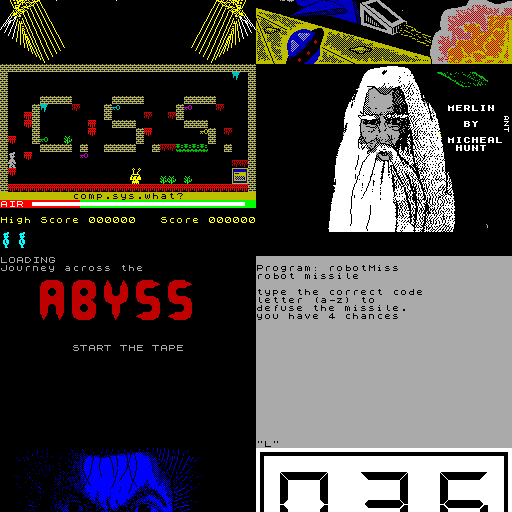 C.S.S.
comp.sys.what?
AIR
High Score 000000 Score 000000
MERLIN
BY
MICHEAL
HUNT
ANT
LOADING
Journey across the
ABYSS
START THE TAPE
Program: robotMiss
robot missile
type the correct code
letter (a-z) to
defuse the missile.
you have 4 chances
"L"